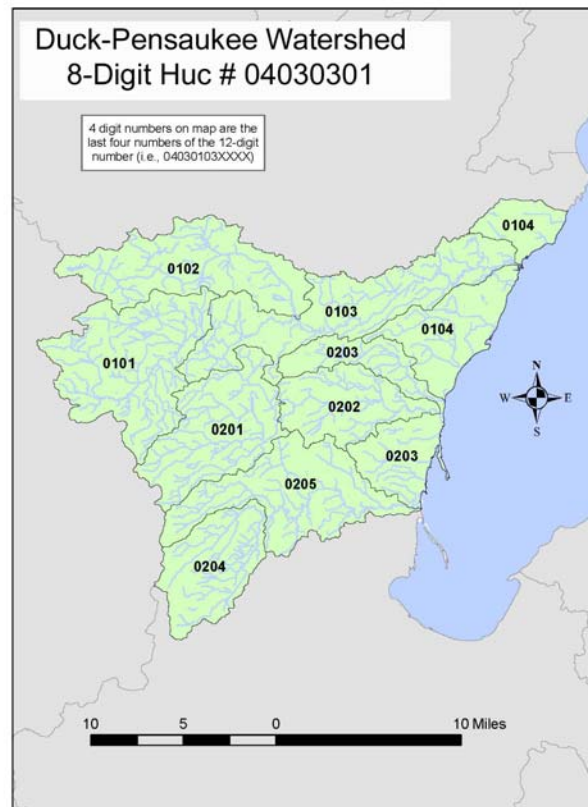 Duck-Pensaukee Watershed
8-Digit Huc # 04030301
4 digit numbers on map are the
last four numbers of the 12-digit
number (i.e., 04030103XXXX)
0104
0102
0103
0104
0101
0203
0202
0201
0203
0205
0204
N
W E
S
10 5 0 10 Miles